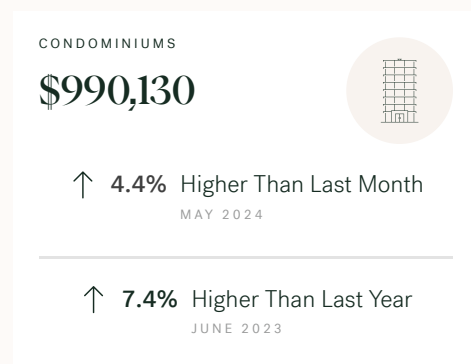 CONDOMINIUMS
$990,130
↑ 4.4% Higher Than Last Month
MAY 2024
↑ 7.4% Higher Than Last Year
JUNE 2023